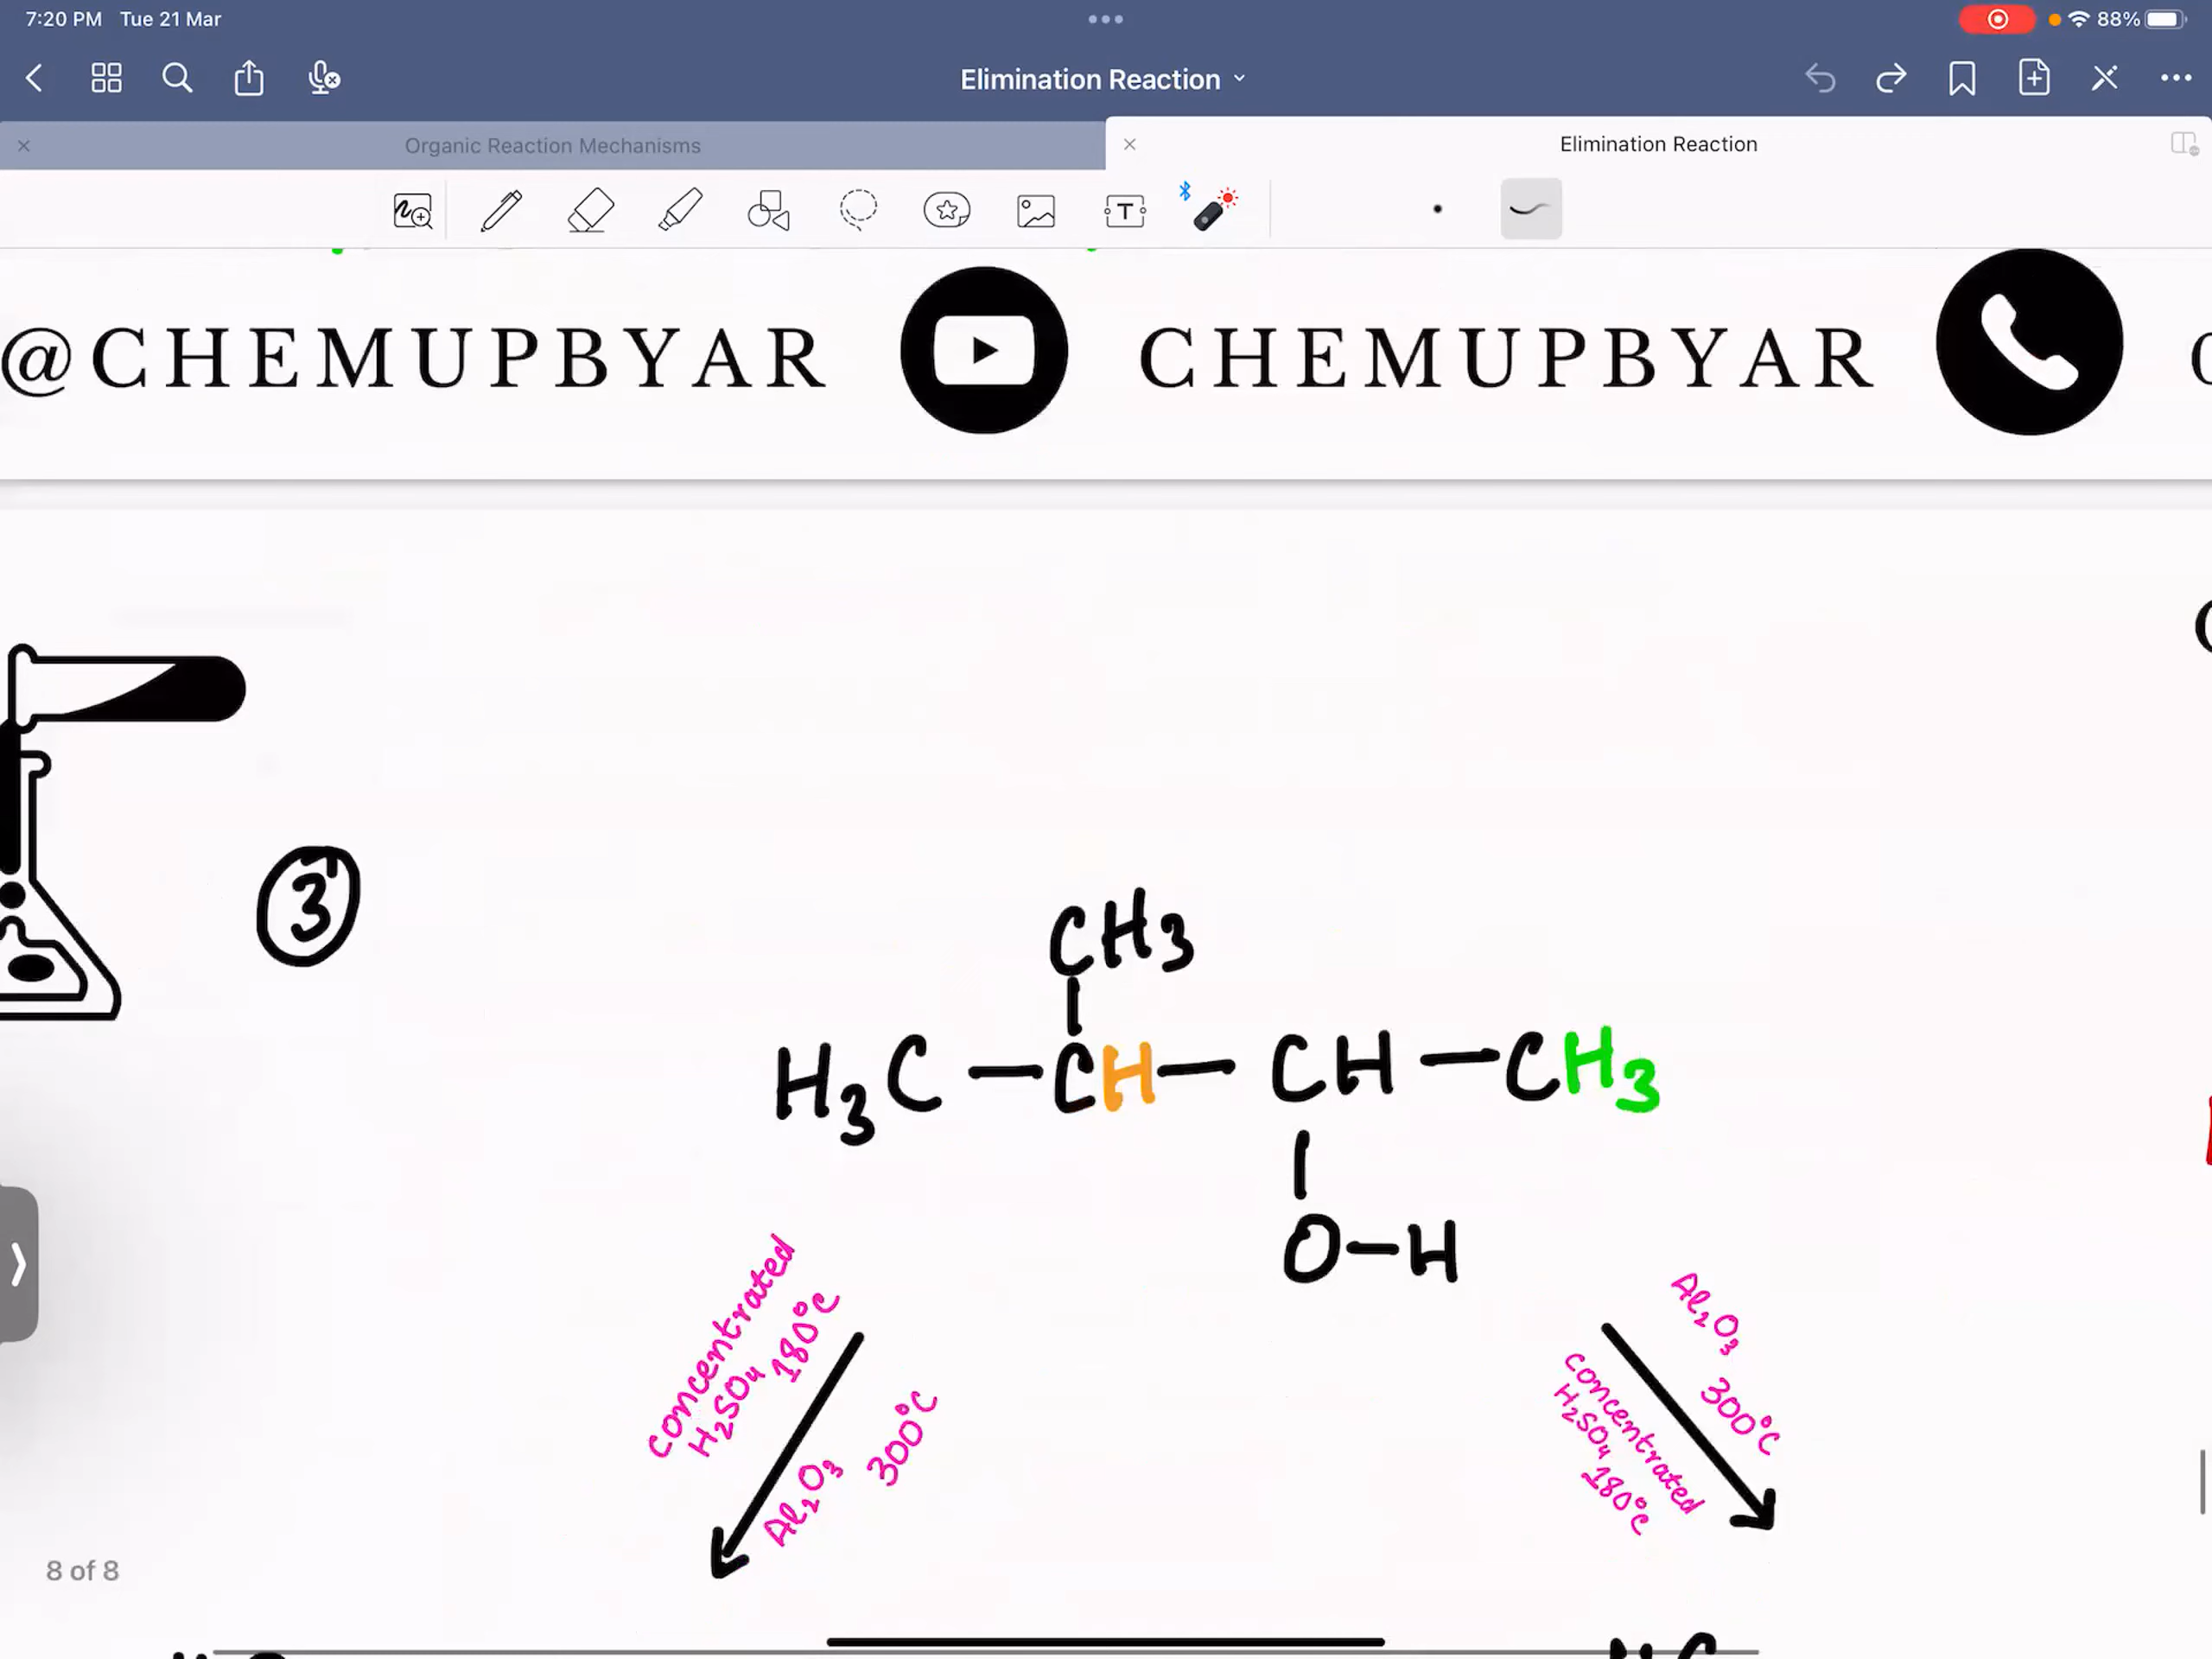 7:20 PM Tue 21 Mar
88%
Elimination Reaction
Organic Reaction Mechanisms
Elimination Reaction
T
@CHEMUPBYAR CHEMUPBYAR
3
CH3
H3C — CH — CH — CH3
O-H
concentrated
H2SO4 180°C
Al2O3 300°C
Al2O3 300°C
concentrated
H2SO4 180°C
8 of 8